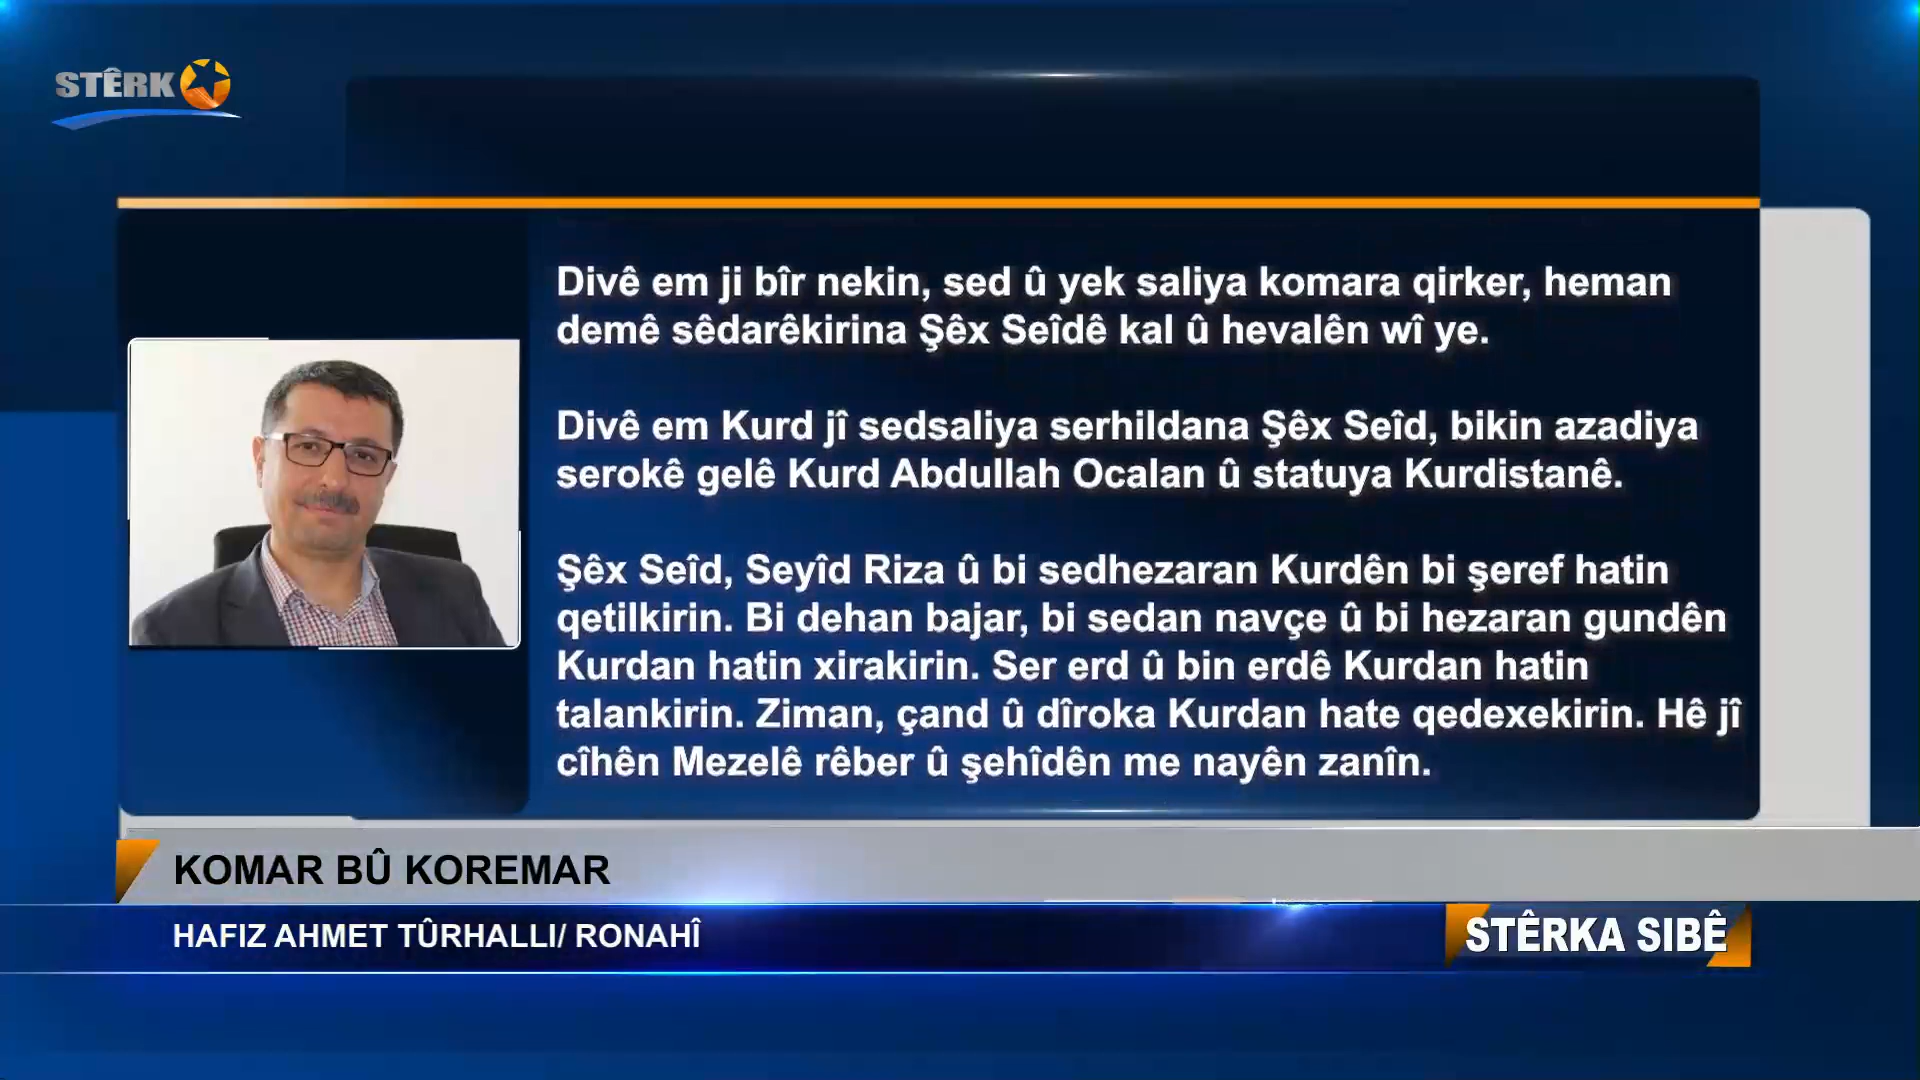 STÊRK
Divê em ji bîr nekin, sed û yek saliya komara qirker, heman
demê sêdarêkirina Şêx Seîdê kal û hevalên wî ye.
Divê em Kurd jî sedsaliya serhildana Şêx Seîd, bikin azadiya
serokê gelê Kurd Abdullah Ocalan û statuya Kurdistanê.
Şêx Seîd, Seyîd Riza û bi sedhezaran Kurdên bi şeref hatin
qetilkirin. Bi dehan bajar, bi sedan navçe û bi hezaran gundên
Kurdan hatin xirakirin. Ser erd û bin erdê Kurdan hatin
talankirin. Ziman, çand û dîroka Kurdan hate qedexekirin. Hê jî
cîhên Mezelê rêber û şehîdên me nayên zanîn.
KOMAR BÛ KOREMAR
HAFIZ AHMET TÛRHALLI/ RONAHÎ
STÊRKA SIBÊ